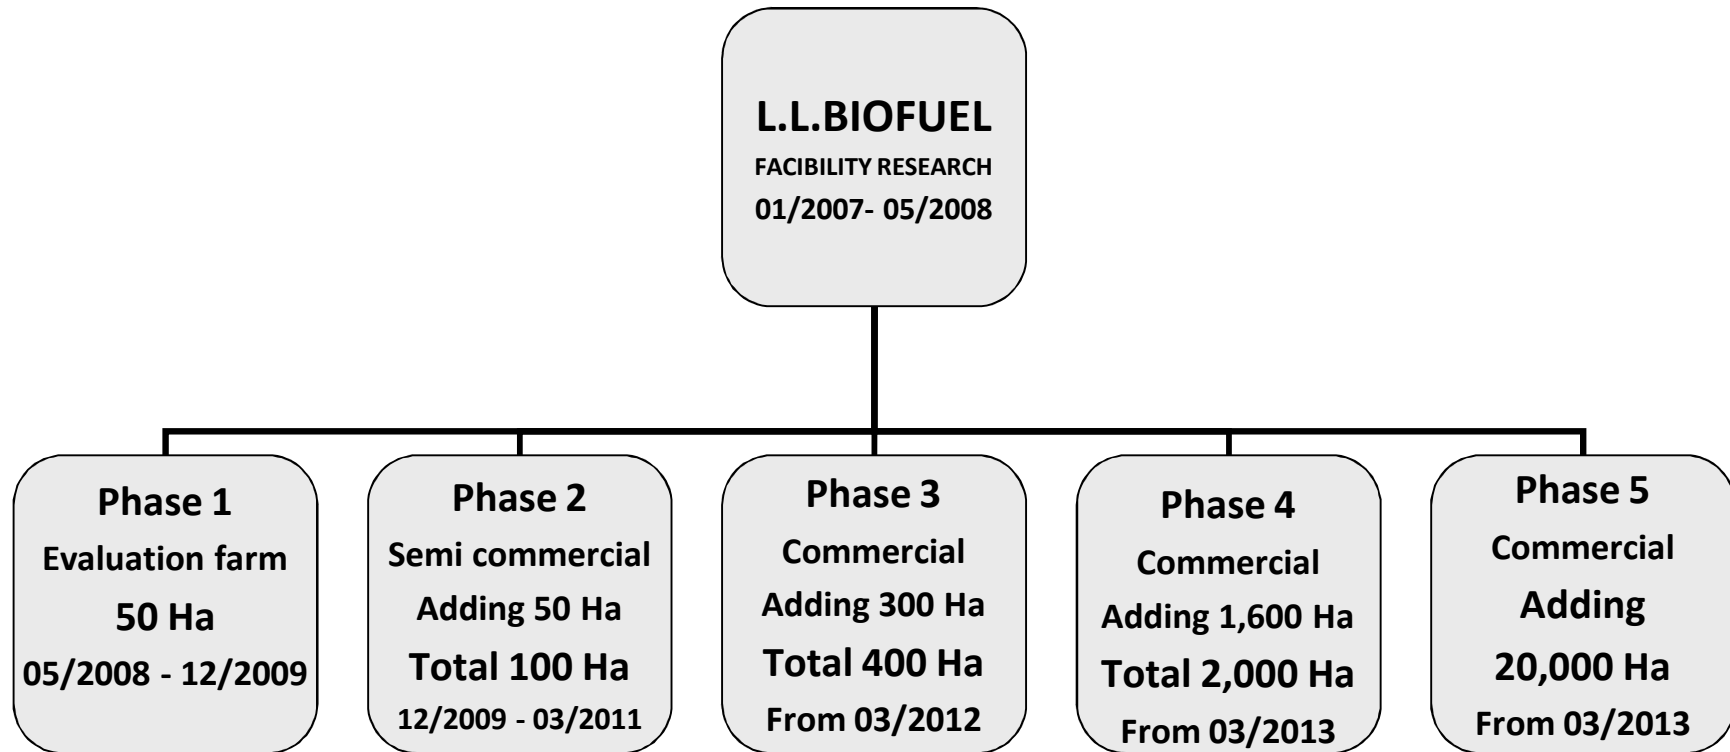 L.L.BIOFUEL
FACIBILITY RESEARCH
01/2007- 05/2008
Phase 1
Evaluation farm
50 Ha
05/2008 - 12/2009
Phase 2
Semi commercial
Adding 50 Ha
Total 100 Ha
12/2009 - 03/2011
Phase 3
Commercial
Adding 300 Ha
Total 400 Ha
From 03/2012
Phase 4
Commercial
Adding 1,600 Ha
Total 2,000 Ha
From 03/2013
Phase 5
Commercial
Adding
20,000 Ha
From 03/2013